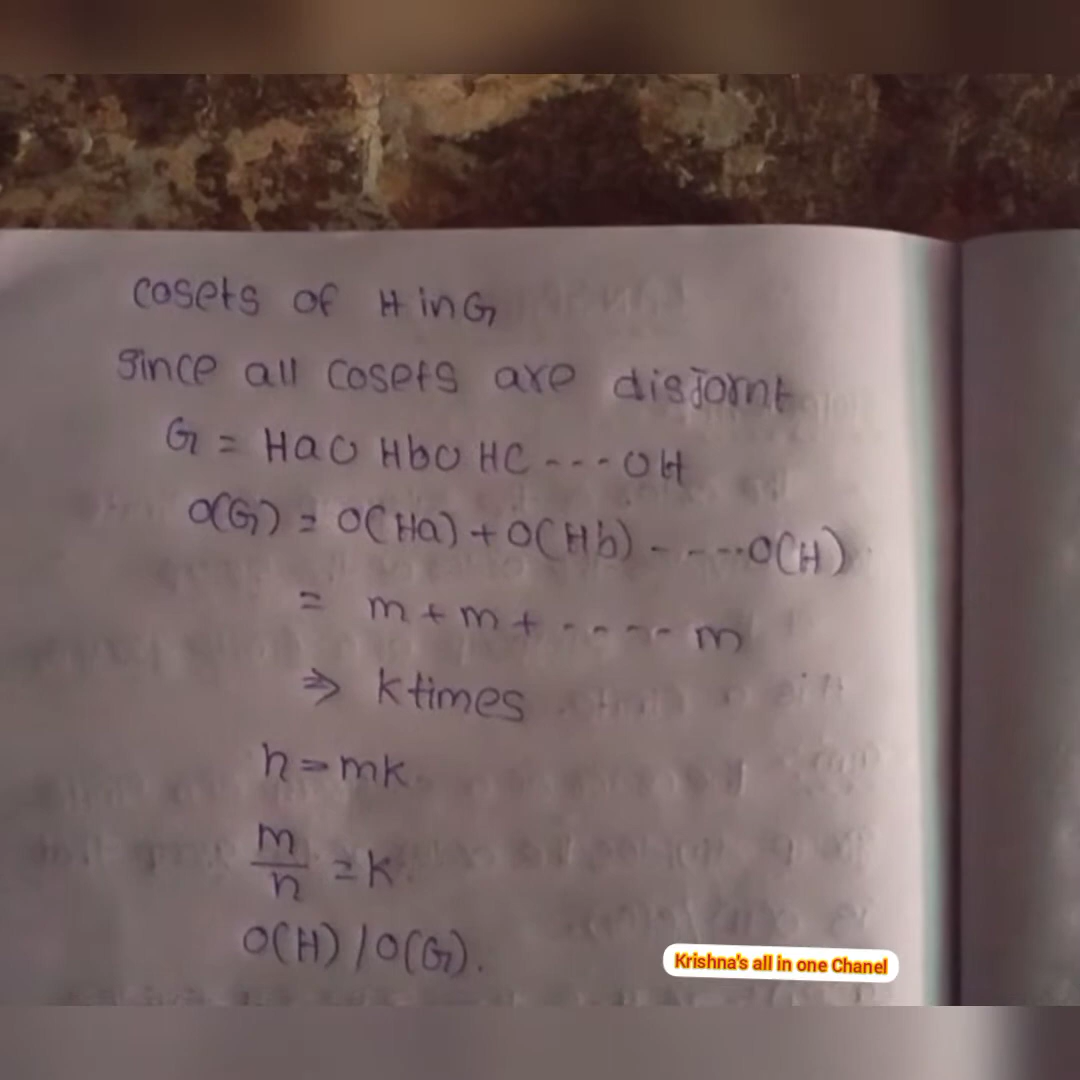 cosets of H in G
Since all cosets are disjoint
G = Ha ∪ Hb ∪ HC ---- ∪ H
O(G) = O(Ha) + O(Hb) - - --- O(H)
= m + m + - - - - - m
⇒ k times
n = mk
m/n = k
O(H) / O(G).
Krishna's all in one Chanel